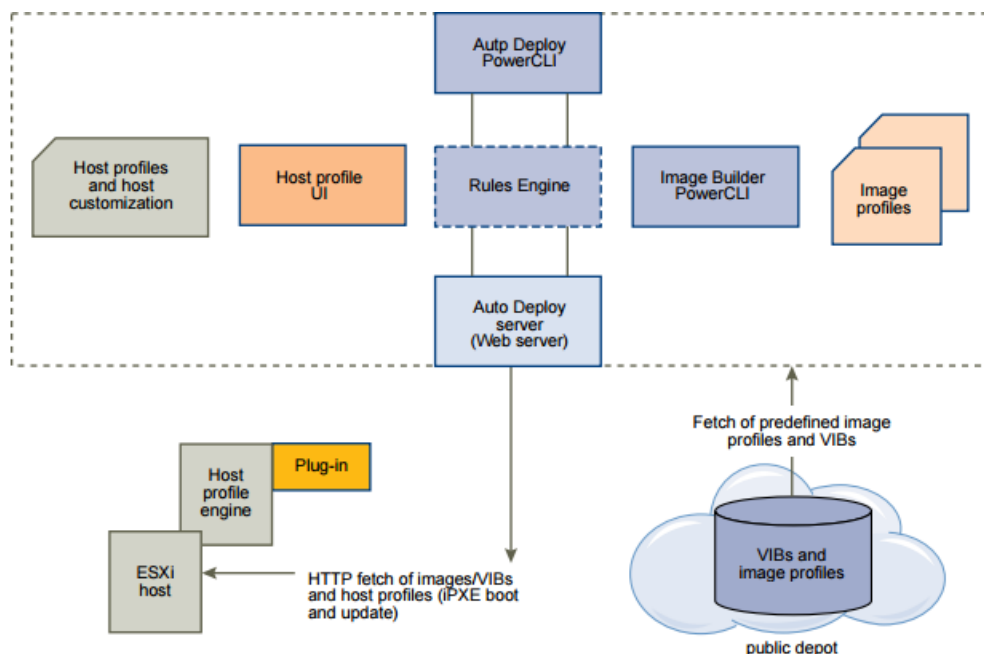 Autp Deploy
PowerCLI
Host profiles
and host
customization
Host profile
UI
Rules Engine
Image Builder
PowerCLI
Image
profiles
Auto Deploy
server
(Web server)
Fetch of predefined image
profiles and VIBs
Plug-in
Host
profile
engine
ESXi
host
HTTP fetch of images/VIBs
and host profiles (iPXE boot
and update)
VIBs and
image profiles
public depot